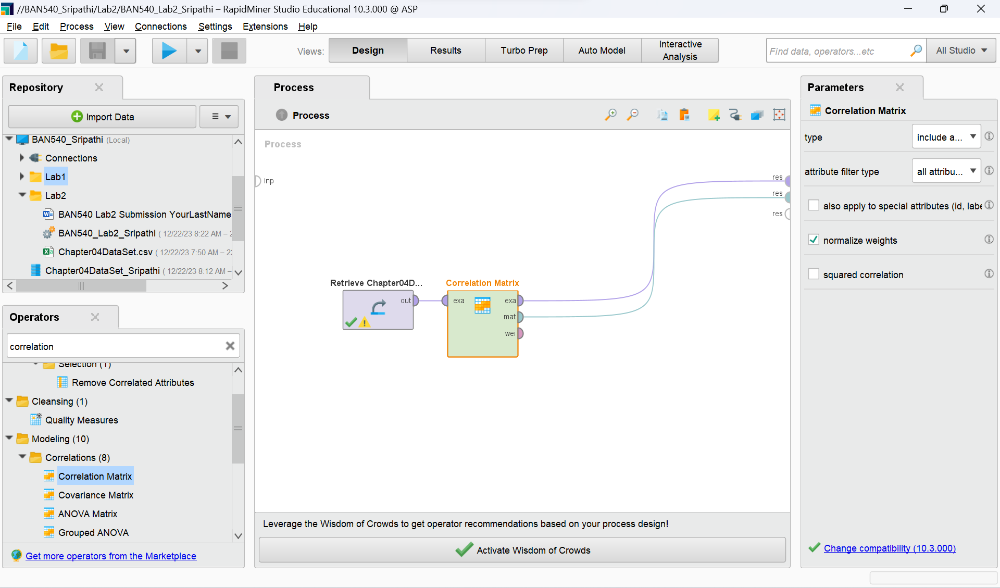 //BAN540_Sripathi/Lab2/BAN540_Lab2_Sripathi – RapidMiner Studio Educational 10.3.000 @ ASP
File Edit Process View Connections Settings Extensions Help
Views: Design Results Turbo Prep Auto Model Interactive Analysis
Find data, operators...etc All Studio
Repository
Import Data
BAN540_Sripathi (Local)
Connections
Lab1
Lab2
BAN540 Lab2 Submission YourLastName
BAN540_Lab2_Sripathi ( 12/22/23 8:22 AM – 2
Chapter04DataSet.csv ( 12/22/23 7:50 AM – 2
Chapter04DataSet_Sripathi ( 12/22/23 8:12 AM –
Operators
correlation
Selection (1)
Remove Correlated Attributes
Cleansing (1)
Quality Measures
Modeling (10)
Correlations (8)
Correlation Matrix
Covariance Matrix
ANOVA Matrix
Grouped ANOVA
Get more operators from the Marketplace
Process
Process
Process
inp
res
res
res
Retrieve Chapter04D...
out
Correlation Matrix
exa
exa
mat
wei
Leverage the Wisdom of Crowds to get operator recommendations based on your process design!
Activate Wisdom of Crowds
Parameters
Correlation Matrix
type include a...
attribute filter type all attribu...
also apply to special attributes (id, labe
normalize weights
squared correlation
Change compatibility (10.3.000)